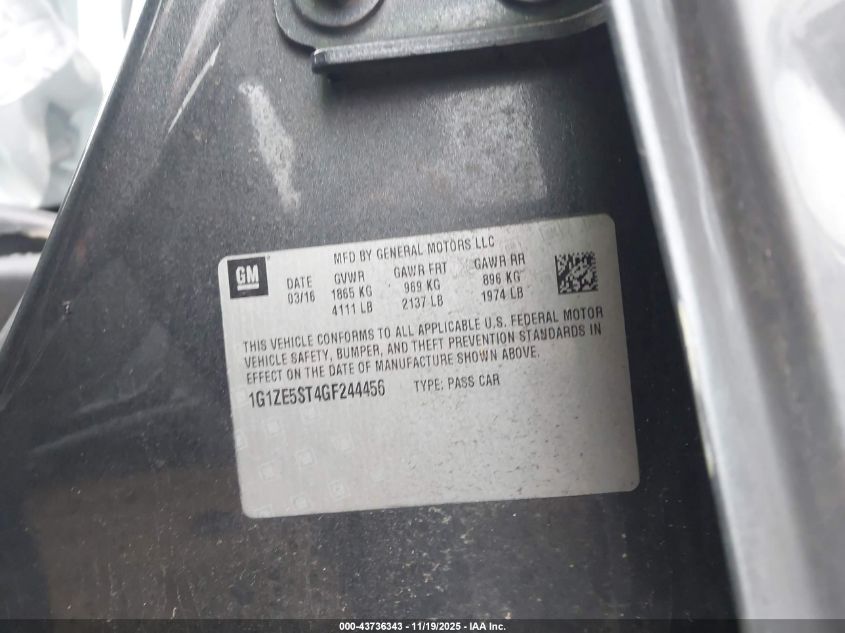 MFD BY GENERAL MOTORS LLC
GM DATE GVWR GAWR FRT GAWR RR
03/16 1865 KG 969 KG 896 KG
4111 LB 2137 LB 1974 LB
THIS VEHICLE CONFORMS TO ALL APPLICABLE U.S. FEDERAL MOTOR
VEHICLE SAFETY, BUMPER, AND THEFT PREVENTION STANDARDS IN
EFFECT ON THE DATE OF MANUFACTURE SHOWN ABOVE.
1G1ZE5ST4GF244456 TYPE: PASS CAR
000-43736343 - 11/19/2025 - IAA Inc.